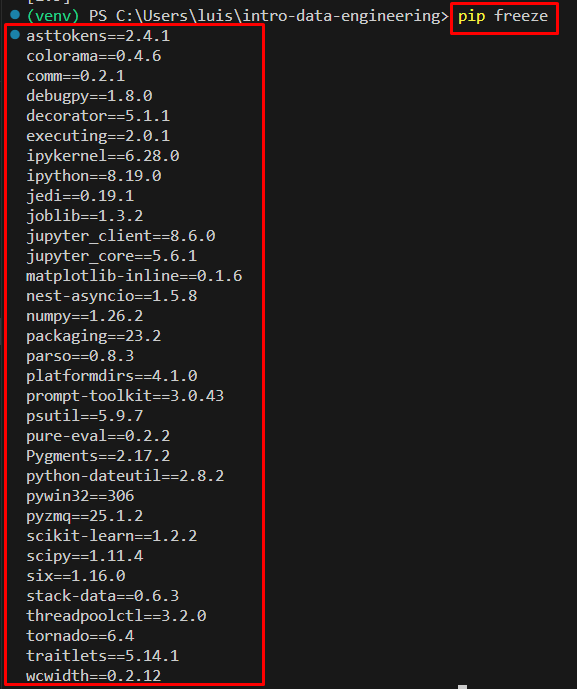 (venv) PS C:\Users\luis\intro-data-engineering> pip freeze
asttokens==2.4.1
colorama==0.4.6
comm==0.2.1
debugpy==1.8.0
decorator==5.1.1
executing==2.0.1
ipykernel==6.28.0
ipython==8.19.0
jedi==0.19.1
joblib==1.3.2
jupyter_client==8.6.0
jupyter_core==5.6.1
matplotlib-inline==0.1.6
nest-asyncio==1.5.8
numpy==1.26.2
packaging==23.2
parso==0.8.3
platformdirs==4.1.0
prompt-toolkit==3.0.43
psutil==5.9.7
pure-eval==0.2.2
Pygments==2.17.2
python-dateutil==2.8.2
pywin32==306
pyzmq==25.1.2
scikit-learn==1.2.2
scipy==1.11.4
six==1.16.0
stack-data==0.6.3
threadpoolctl==3.2.0
tornado==6.4
traitlets==5.14.1
wcwidth==0.2.12